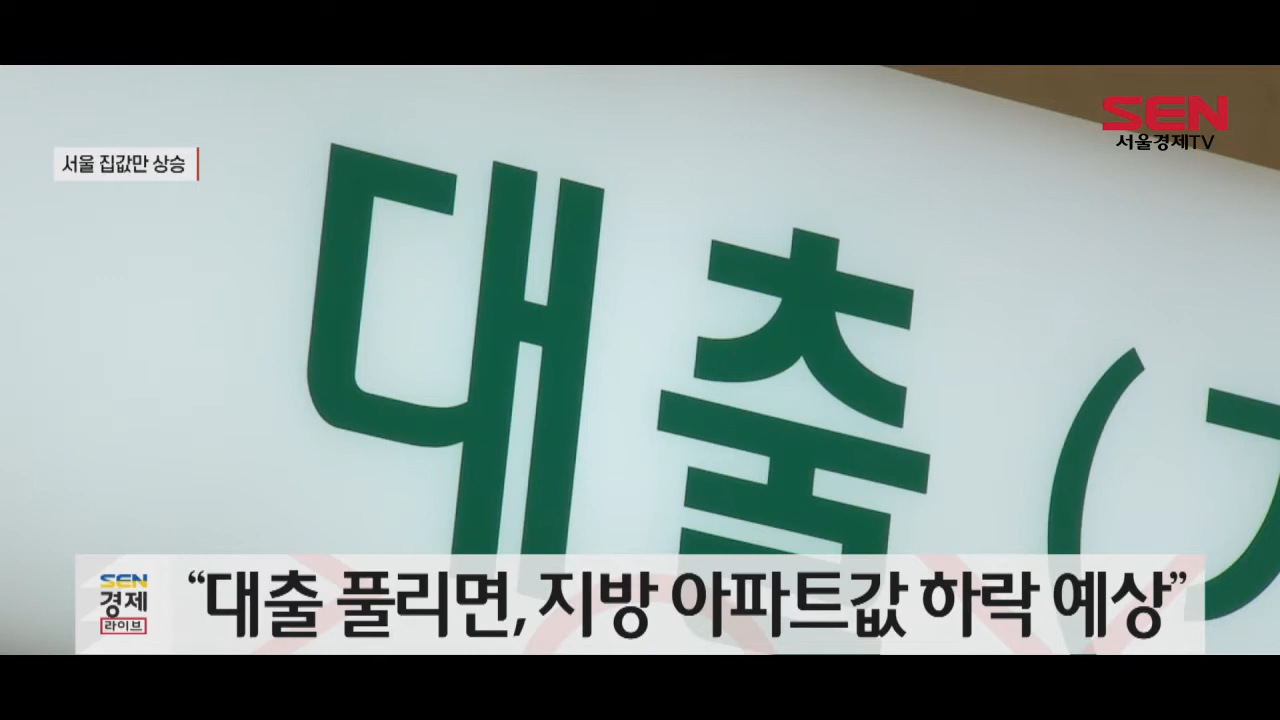 SEN
서울경제TV
서울 집값만 상승
대출 (
SEN
경제
라이브
“대출 풀리면, 지방 아파트값 하락 예상”